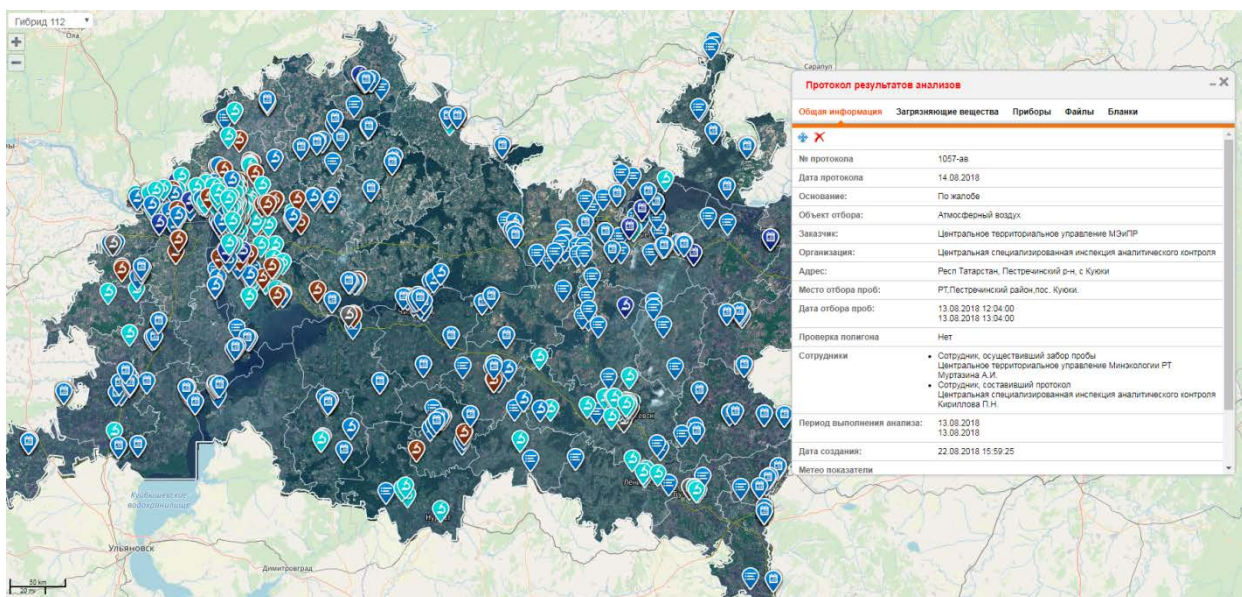 Гибрид 112
Ола
Сарапул
+
−
Протокол результатов анализов
Общая информация Загрязняющие вещества Приборы Файлы Бланки
№ протокола 1057-ав
Дата протокола 14.08.2018
Основание: По жалобе
Объект отбора: Атмосферный воздух
Заказчик: Центральное территориальное управление МЭиПР
Организация: Центральная специализированная инспекция аналитического контроля
Адрес: Респ Татарстан, Пестречинский р-н, с Куюки
Место отбора проб: РТ,Пестречинский район,пос. Куюки.
Дата отбора проб: 13.08.2018 12:04:00
13.08.2018 13:04:00
Проверка полигона Нет
Сотрудники • Сотрудник, осуществивший забор пробы
Центральное территориальное управление Минэкологии РТ
Муртазина А.И.
• Сотрудник, составивший протокол
Центральная специализированная инспекция аналитического контроля
Кириллова П.Н.
Период выполнения анализа: 13.08.2018
13.08.2018
Дата создания: 22.08.2018 15:59:25
Метео показатели
Куйбышевское
водохранилище
Ульяновск
Димитровград
50 km
20 mi